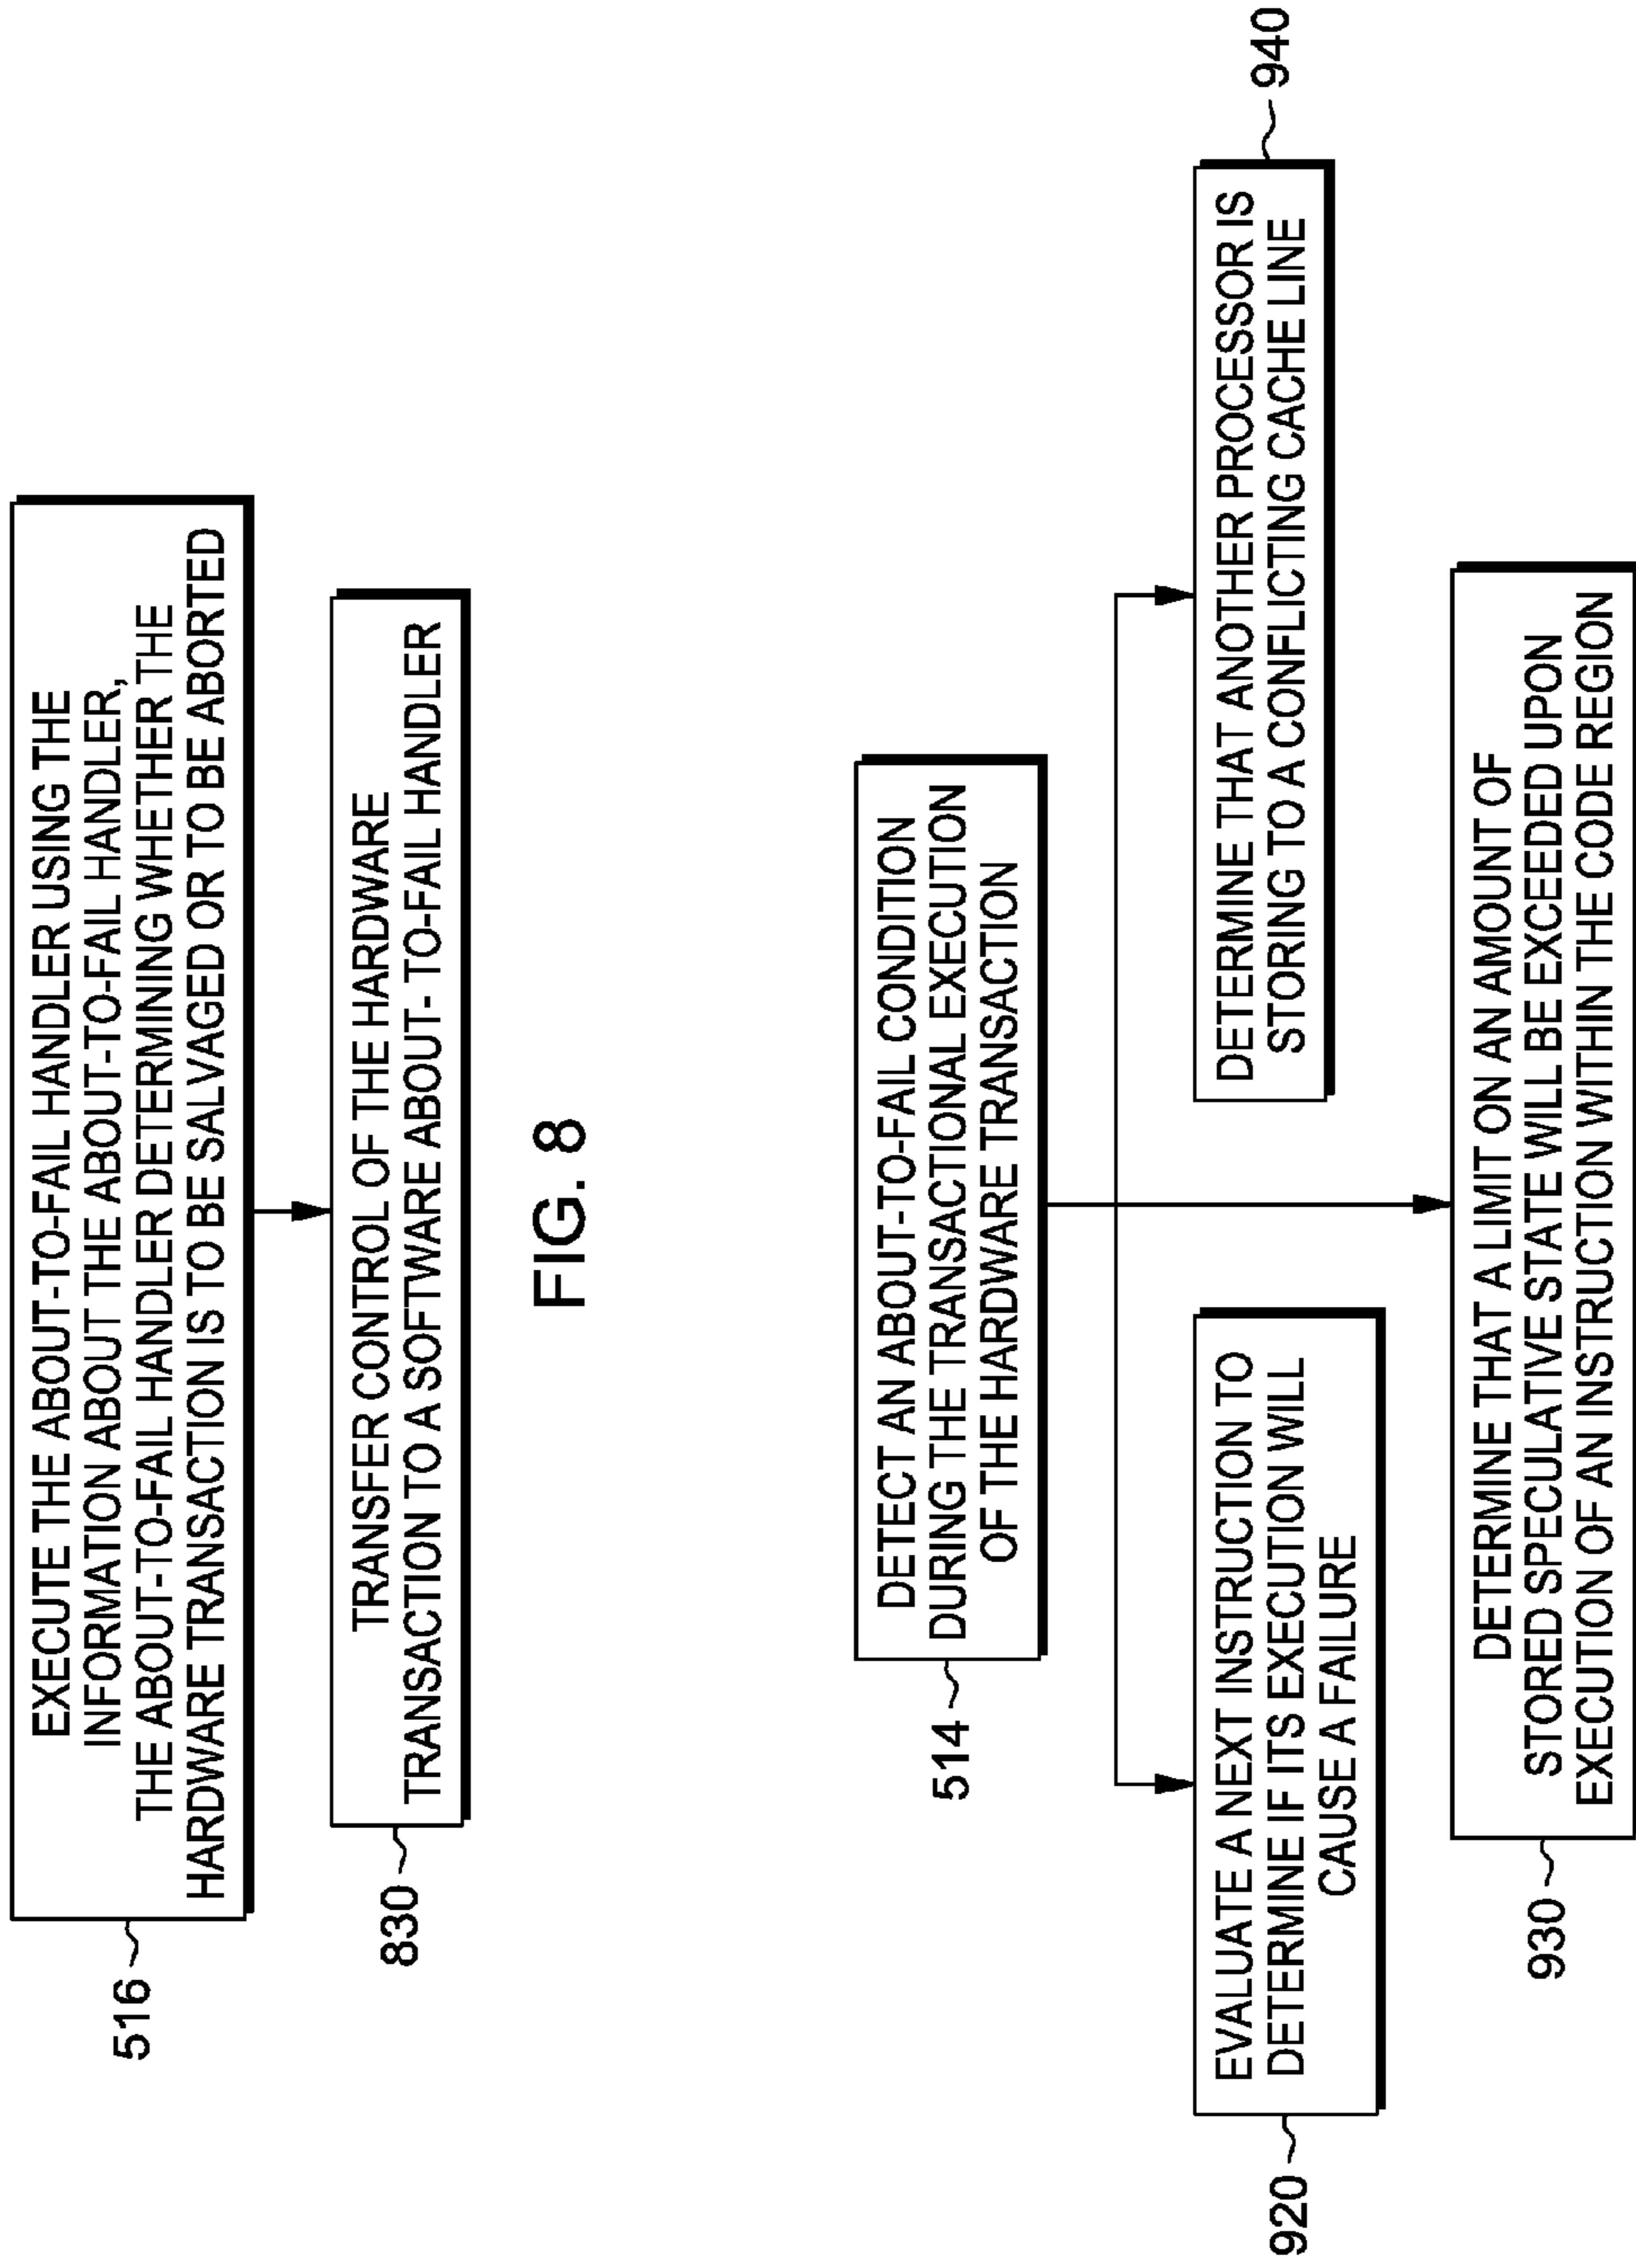 EXECUTE THE ABOUT-TO-FAIL HANDLER USING THE
INFORMATION ABOUT THE ABOUT-TO-FAIL HANDLER,
THE ABOUT-TO-FAIL HANDLER DETERMINING WHETHER THE
HARDWARE TRANSACTION IS TO BE SALVAGED OR TO BE ABORTED
516
TRANSFER CONTROL OF THE HARDWARE
TRANSACTION TO A SOFTWARE ABOUT- TO-FAIL HANDLER
830
FIG. 8
DETECT AN ABOUT-TO-FAIL CONDITION
DURING THE TRANSACTIONAL EXECUTION
OF THE HARDWARE TRANSACTION
514
EVALUATE A NEXT INSTRUCTION TO
DETERMINE IF ITS EXECUTION WILL
CAUSE A FAILURE
920
DETERMINE THAT ANOTHER PROCESSOR IS
STORING TO A CONFLICTING CACHE LINE
940
DETERMINE THAT A LIMIT ON AN AMOUNT OF
STORED SPECULATIVE STATE WILL BE EXCEEDED UPON
EXECUTION OF AN INSTRUCTION WITHIN THE CODE REGION
930